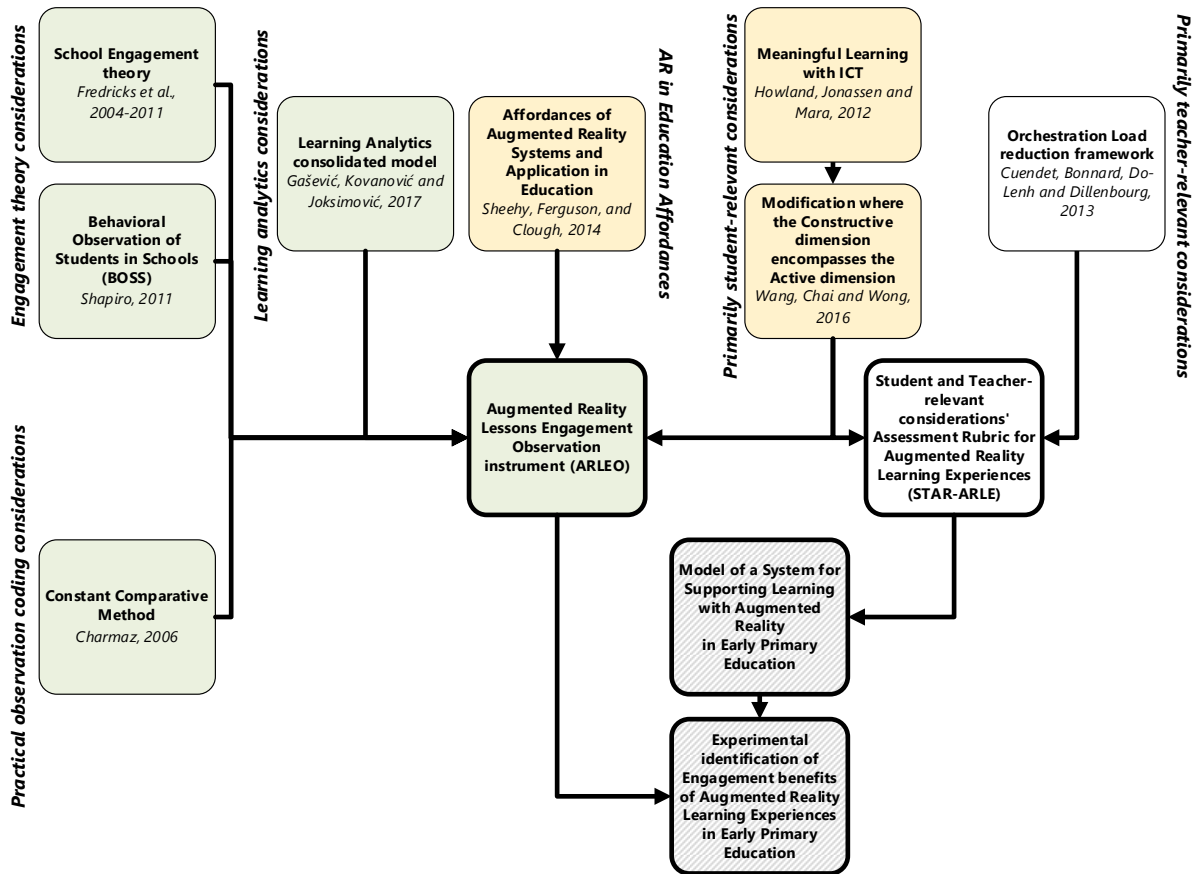 Engagement theory considerations
School Engagement
theory
Fredricks et al.,
2004-2011
Behavioral
Observation of
Students in Schools
(BOSS)
Shapiro, 2011
Practical observation coding considerations
Constant Comparative
Method
Charmaz, 2006
Learning analytics considerations
Learning Analytics
consolidated model
Gašević, Kovanović and
Joksimović, 2017
Affordances of
Augmented Reality
Systems and
Application in
Education
Sheehy, Ferguson, and
Clough, 2014
AR in Education Affordances
Primarily student-relevant considerations
Meaningful Learning
with ICT
Howland, Jonassen and
Mara, 2012
Modification where
the Constructive
dimension
encompasses the
Active dimension
Wang, Chai and Wong,
2016
Orchestration Load
reduction framework
Cuendet, Bonnard, Do-
Lenh and Dillenbourg,
2013
Primarily teacher-relevant considerations
Augmented Reality
Lessons Engagement
Observation
instrument (ARLEO)
Student and Teacher-
relevant
considerations'
Assessment Rubric for
Augmented Reality
Learning Experiences
(STAR-ARLE)
Model of a System for
Supporting Learning
with Augmented
Reality
in Early Primary
Education
Experimental
identification of
Engagement benefits
of Augmented Reality
Learning Experiences
in Early Primary
Education